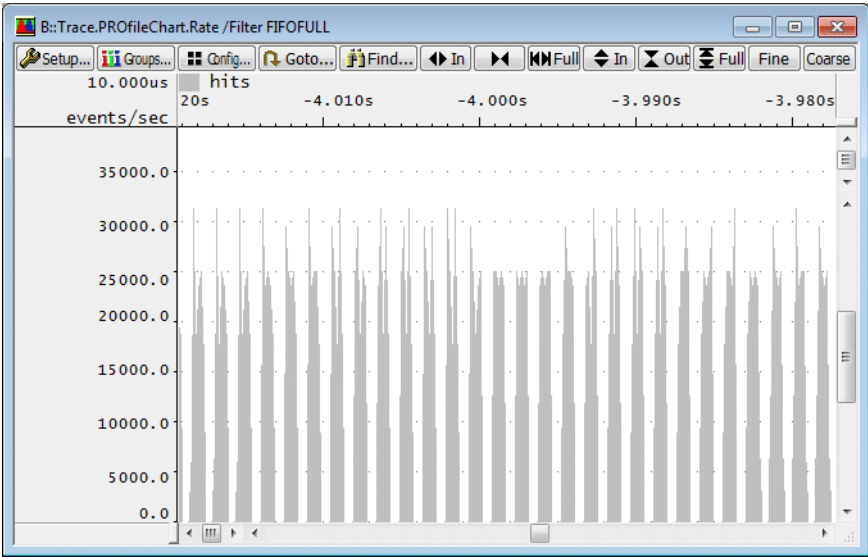 B::Trace.PROfileChart.Rate /Filter FIFOFULL
Setup... Groups... Config... Goto... Find... In Full In Out Full Fine Coarse
10.000us hits
20s -4.010s -4.000s -3.990s -3.980s
events/sec
35000.0
30000.0
25000.0
20000.0
15000.0
10000.0
5000.0
0.0